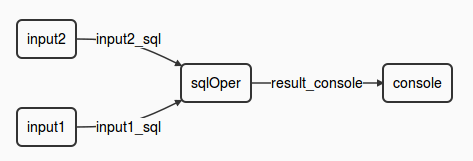 input2
input2_sql
sqlOper
result_console
console
input1
input1_sql